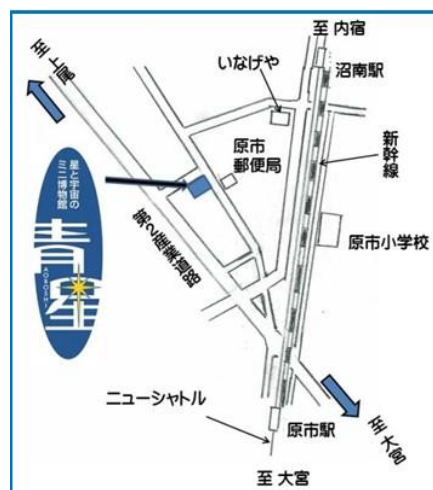 至 内宿
至 上尾
沼南駅
いなげや
新幹線
原市
郵便局
星と宇宙の
ミニ博物館
青星
AOBOSHI
第2産業道路
原市小学校
ニューシャトル
原市駅
至 大宮
至 大宮